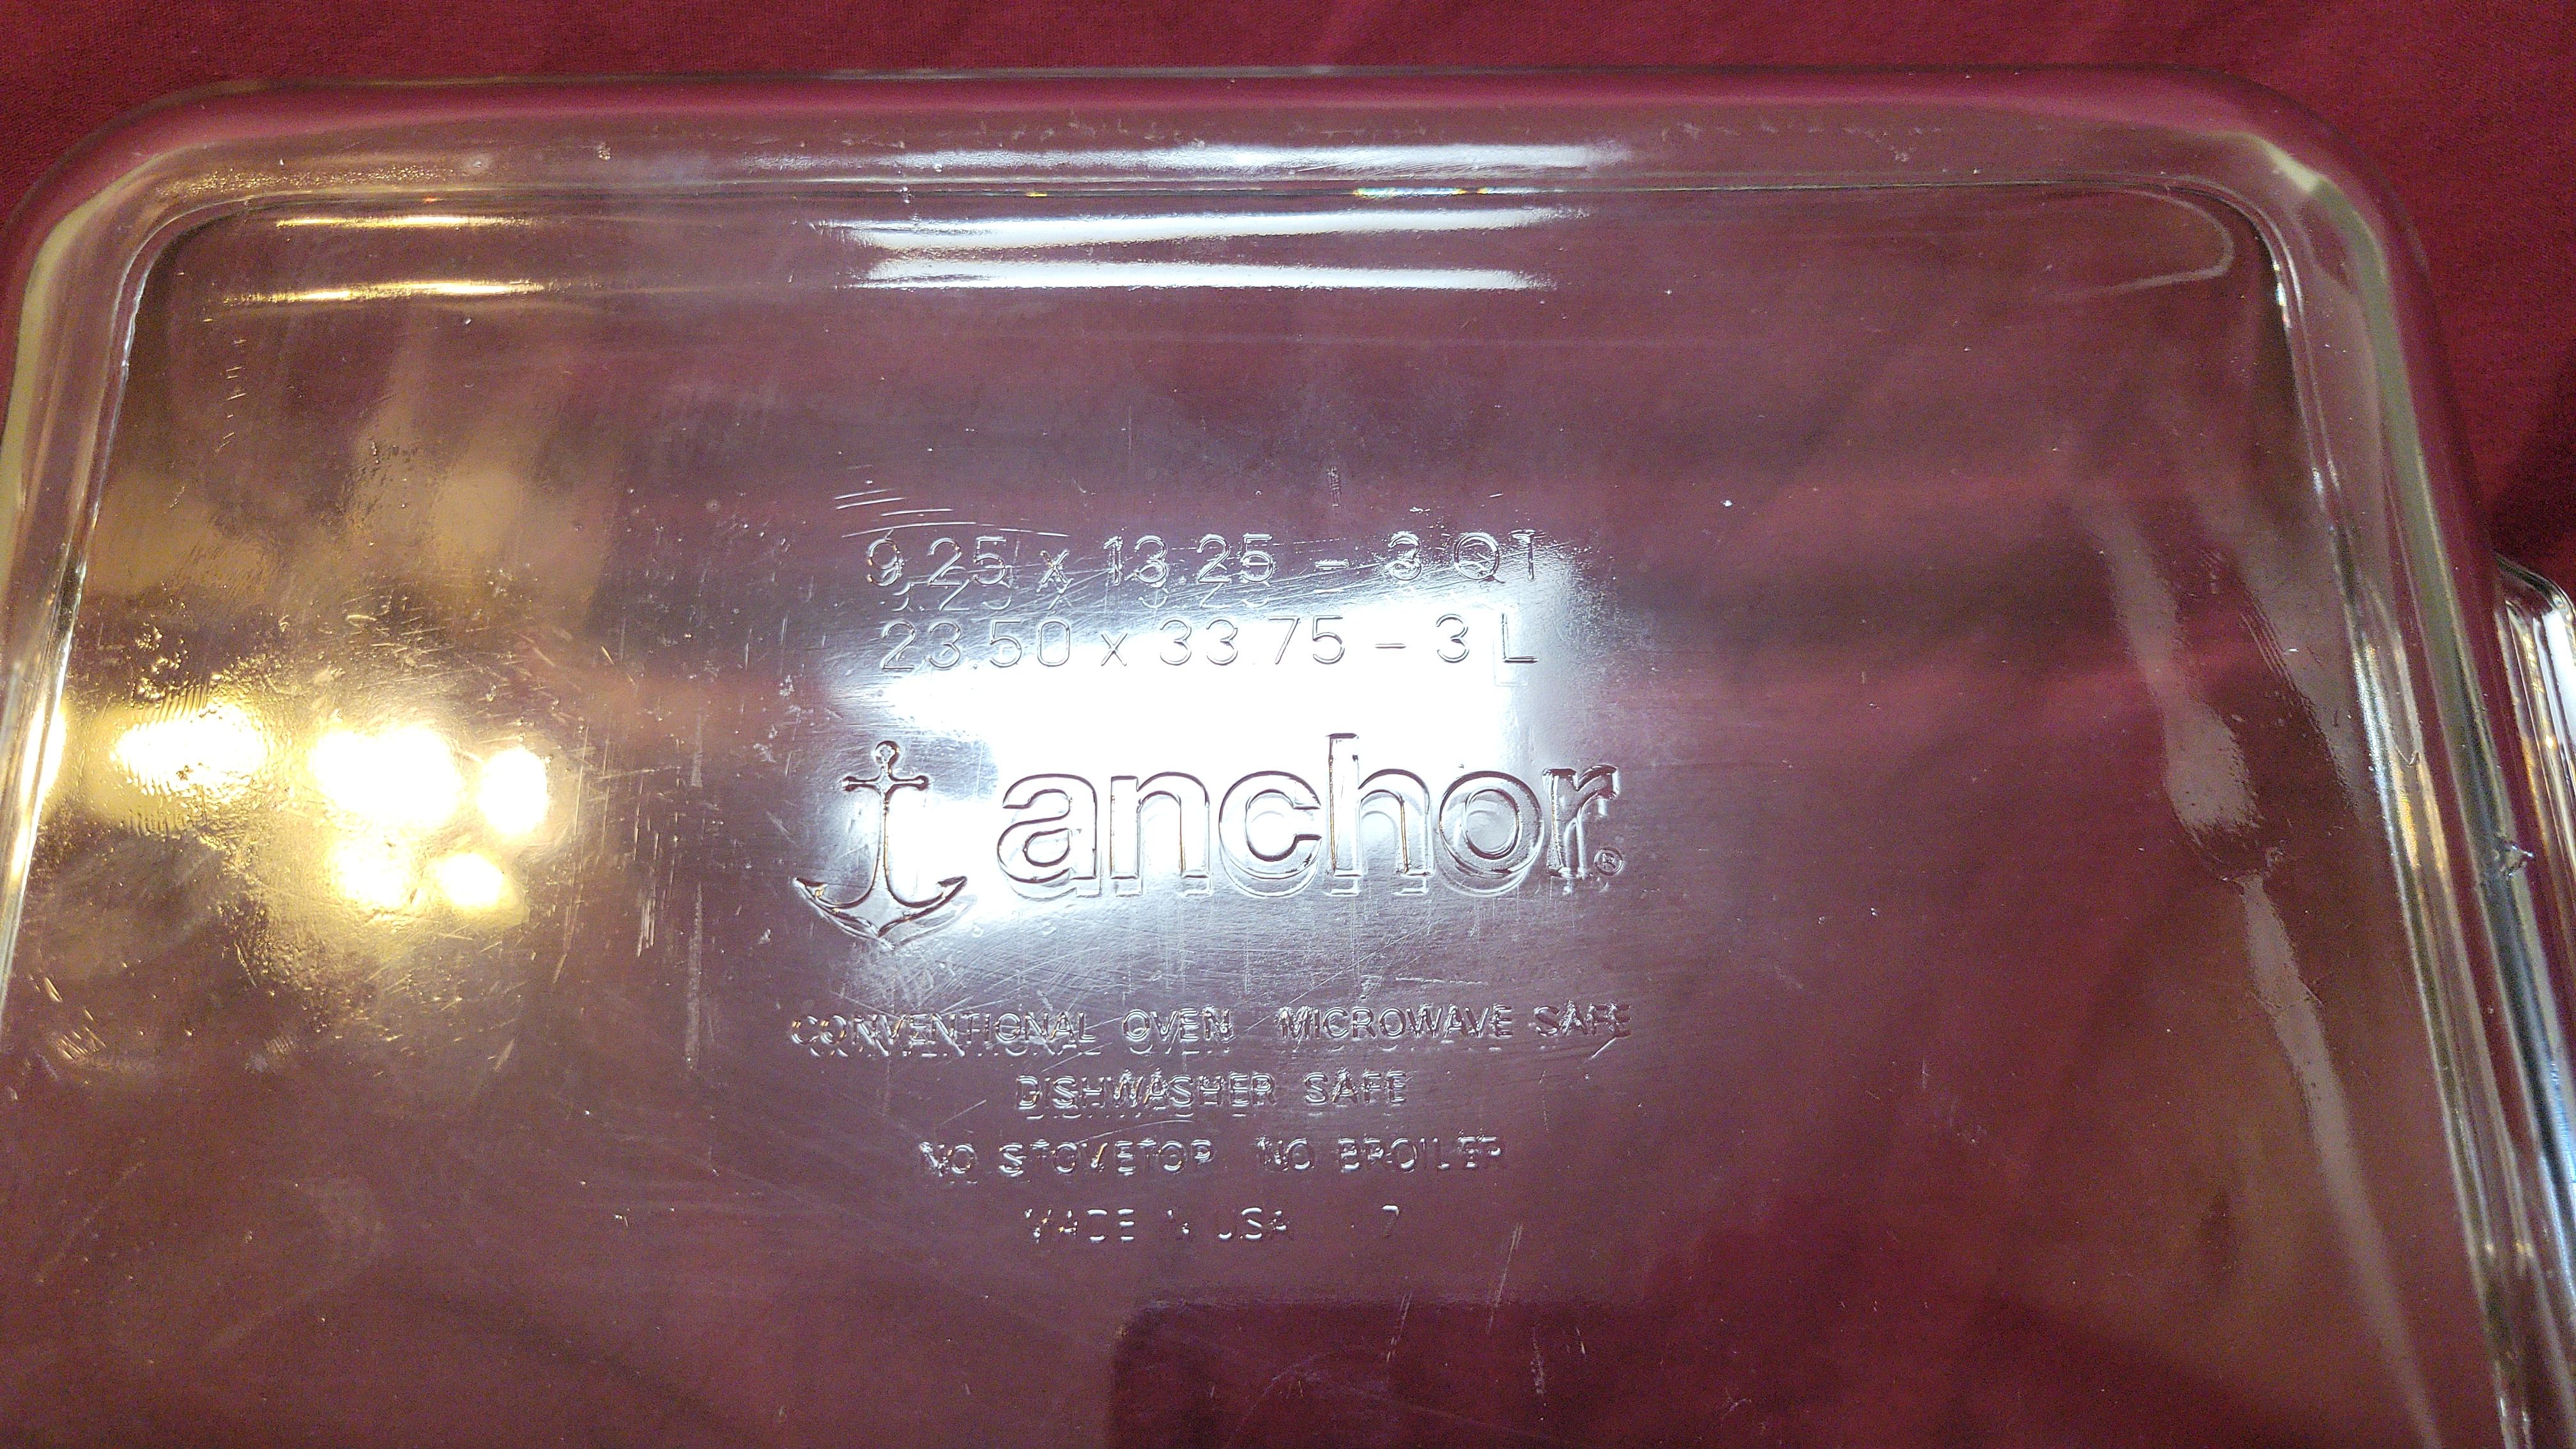 9.25 x 13.25 - 3 QT
23.50 x 33.75 - 3 L
anchor®
CONVENTIONAL OVEN MICROWAVE SAFE
DISHWASHER SAFE
NO STOVETOP NO BROILER
MADE IN USA 7